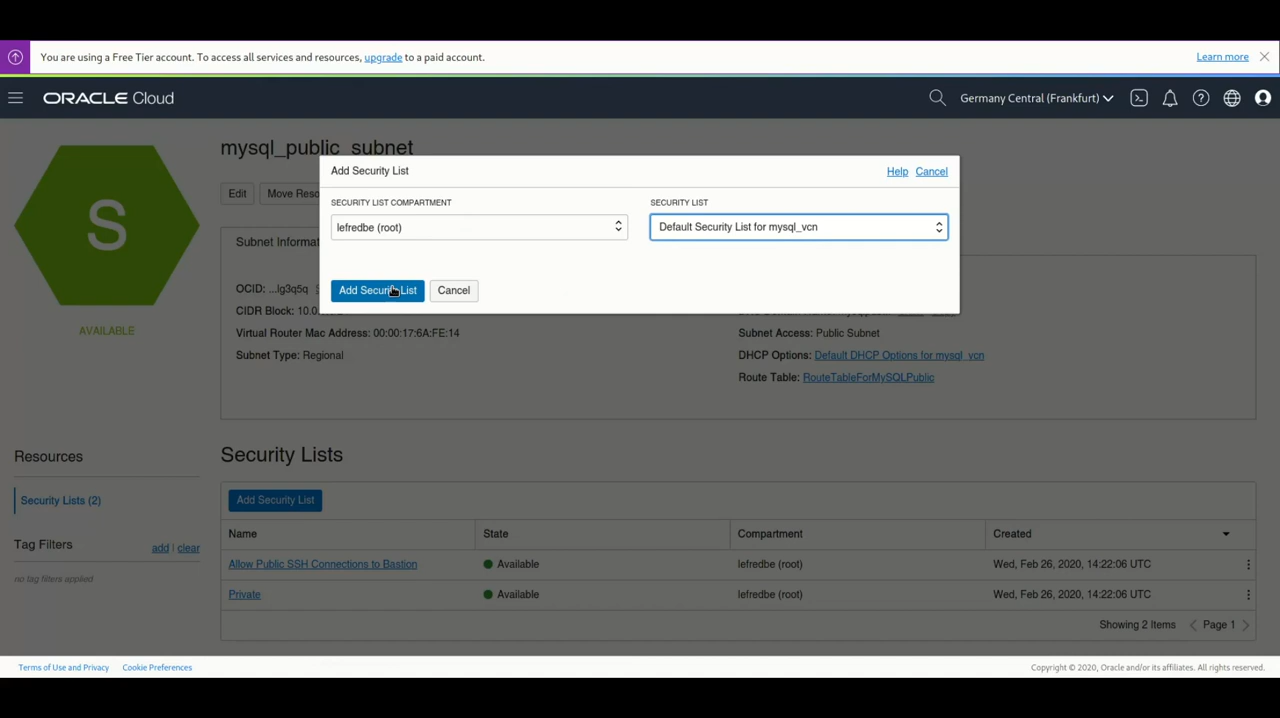 You are using a Free Tier account. To access all services and resources, upgrade to a paid account.
Learn more
ORACLE Cloud
Germany Central (Frankfurt)
mysql_public_subnet
Edit
Move Reso
Add Security List
Help
Cancel
SECURITY LIST COMPARTMENT
SECURITY LIST
lefredbe (root)
Default Security List for mysql_vcn
Add Security List
Cancel
S
AVAILABLE
Subnet Informat
OCID: ...lg3q5q
CIDR Block: 10.0.
Virtual Router Mac Address: 00:00:17:6A:FE:14
Subnet Type: Regional
Subnet Access: Public Subnet
DHCP Options: Default DHCP Options for mysql_vcn
Route Table: RouteTableForMySQLPublic
Resources
Security Lists (2)
Tag Filters
add | clear
no tag filters applied
Security Lists
Add Security List
Name State Compartment Created
Allow Public SSH Connections to Bastion Available lefredbe (root) Wed, Feb 26, 2020, 14:22:06 UTC
Private Available lefredbe (root) Wed, Feb 26, 2020, 14:22:06 UTC
Showing 2 Items
Page 1
Terms of Use and Privacy
Cookie Preferences
Copyright © 2020, Oracle and/or its affiliates. All rights reserved.